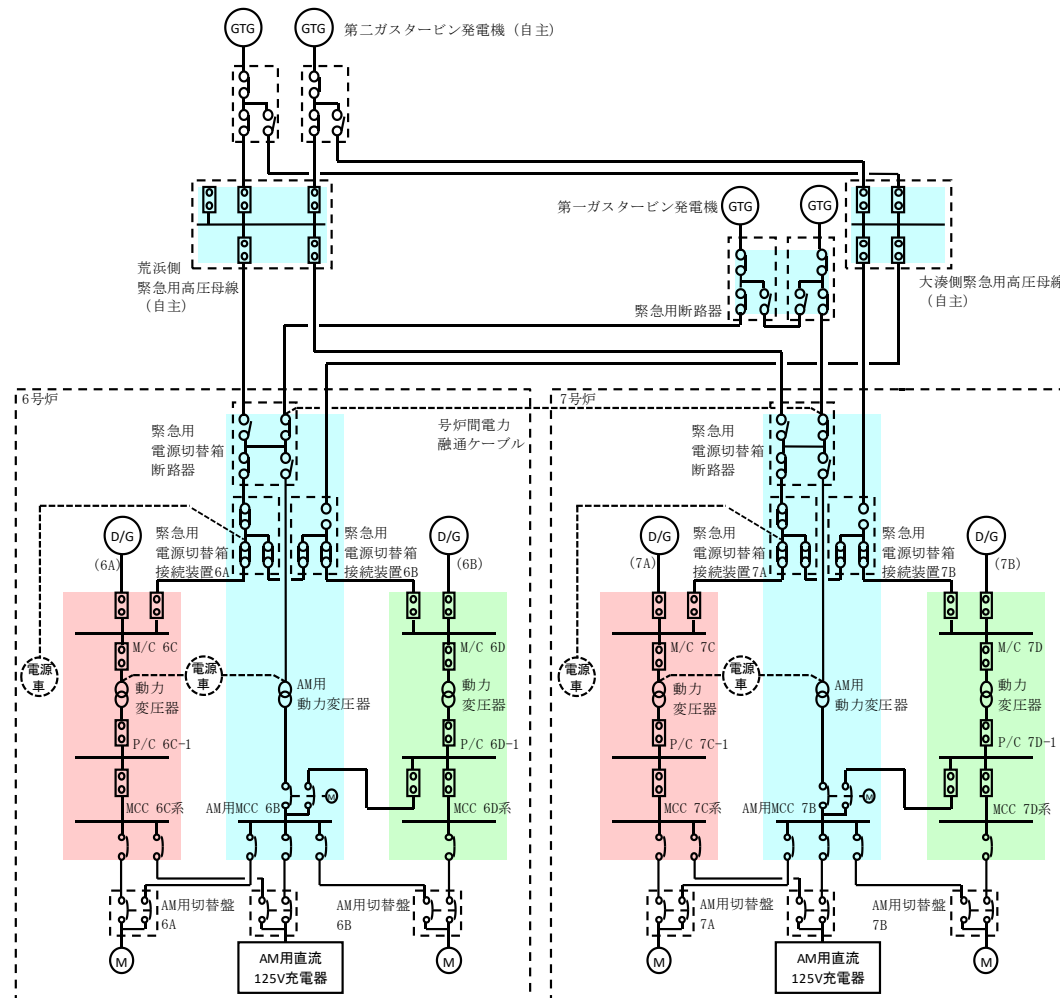 GTG
GTG
第二ガスタービン発電機（自主）
第一ガスタービン発電機
GTG
GTG
荒浜側
緊急用高圧母線
（自主）
緊急用断路器
大湊側緊急用高圧母線
（自主）
6号炉
緊急用
電源切替箱
断路器
号炉間電力
融通ケーブル
D/G
(6A)
緊急用
電源切替箱
接続装置6A
緊急用
電源切替箱
接続装置6B
D/G
(6B)
M/C 6C
M/C 6D
電源
車
電源
車
動力
変圧器
AM用
動力変圧器
動力
変圧器
P/C 6C-1
P/C 6D-1
MCC 6C系
AM用MCC 6B
M
MCC 6D系
AM用切替盤
6A
AM用切替盤
6B
M
AM用直流
125V充電器
M
7号炉
緊急用
電源切替箱
断路器
D/G
(7A)
緊急用
電源切替箱
接続装置7A
緊急用
電源切替箱
接続装置7B
D/G
(7B)
M/C 7C
M/C 7D
電源
車
電源
車
動力
変圧器
AM用
動力変圧器
動力
変圧器
P/C 7C-1
P/C 7D-1
MCC 7C系
AM用MCC 7B
M
MCC 7D系
AM用切替盤
7A
AM用切替盤
7B
M
AM用直流
125V充電器
M